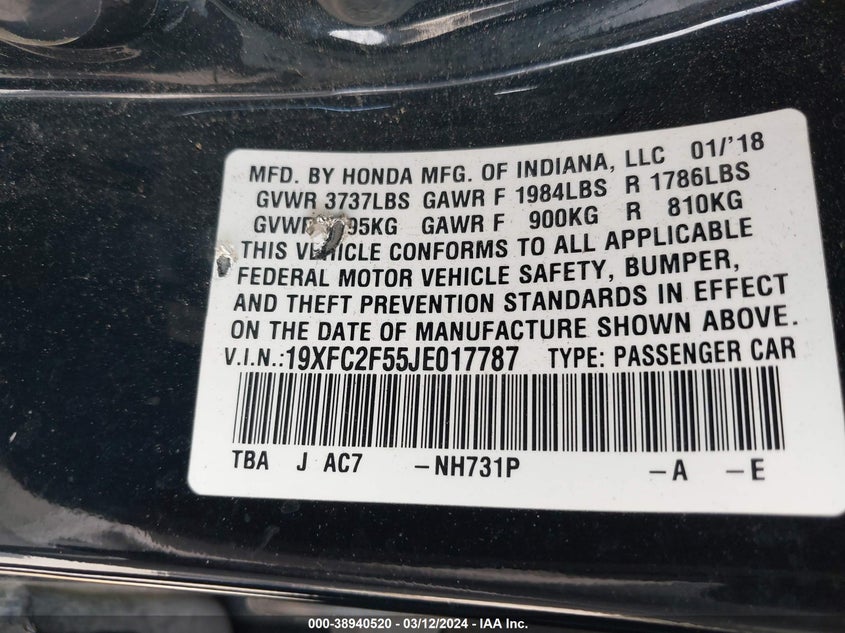 MFD. BY HONDA MFG. OF INDIANA, LLC 01/'18
GVWR 3737LBS GAWR F 1984LBS R 1786LBS
95KG GAWR F 900KG R 810KG
THIS VEHICLE CONFORMS TO ALL APPLICABLE
FEDERAL MOTOR VEHICLE SAFETY, BUMPER,
AND THEFT PREVENTION STANDARDS IN EFFECT
ON THE DATE OF MANUFACTURE SHOWN ABOVE.
V.I.N.:19XFC2F55JE017787 TYPE: PASSENGER CAR
TBA J AC7 -NH731P -A -E
000-38940520 - 03/12/2024 - IAA Inc.